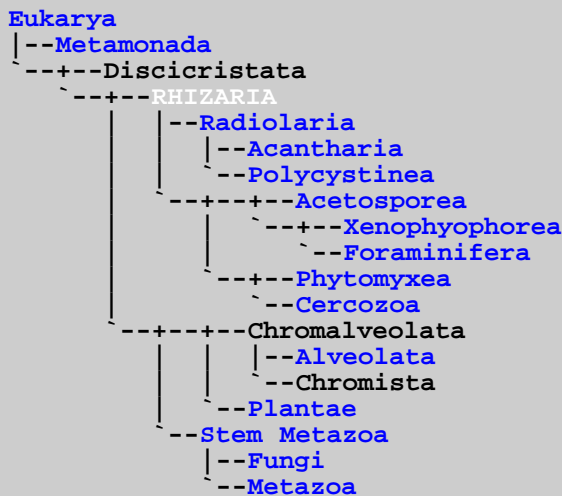 Eukarya
|--Metamonada
`--+--Discicristata
   `--+--RHIZARIA
      |  |--Radiolaria
      |  |  |--Acantharia
      |  |  `--Polycystinea
      |  `--+--+--Acetosporea
      |     |  `--+--Xenophyophorea
      |     |     `--Foraminifera
      |     `--+--Phytomyxea
      |        `--Cercozoa
      `--+--+--Chromalveolata
         |  |  |--Alveolata
         |  |  `--Chromista
         |  `--Plantae
         `--Stem Metazoa
            |--Fungi
            `--Metazoa